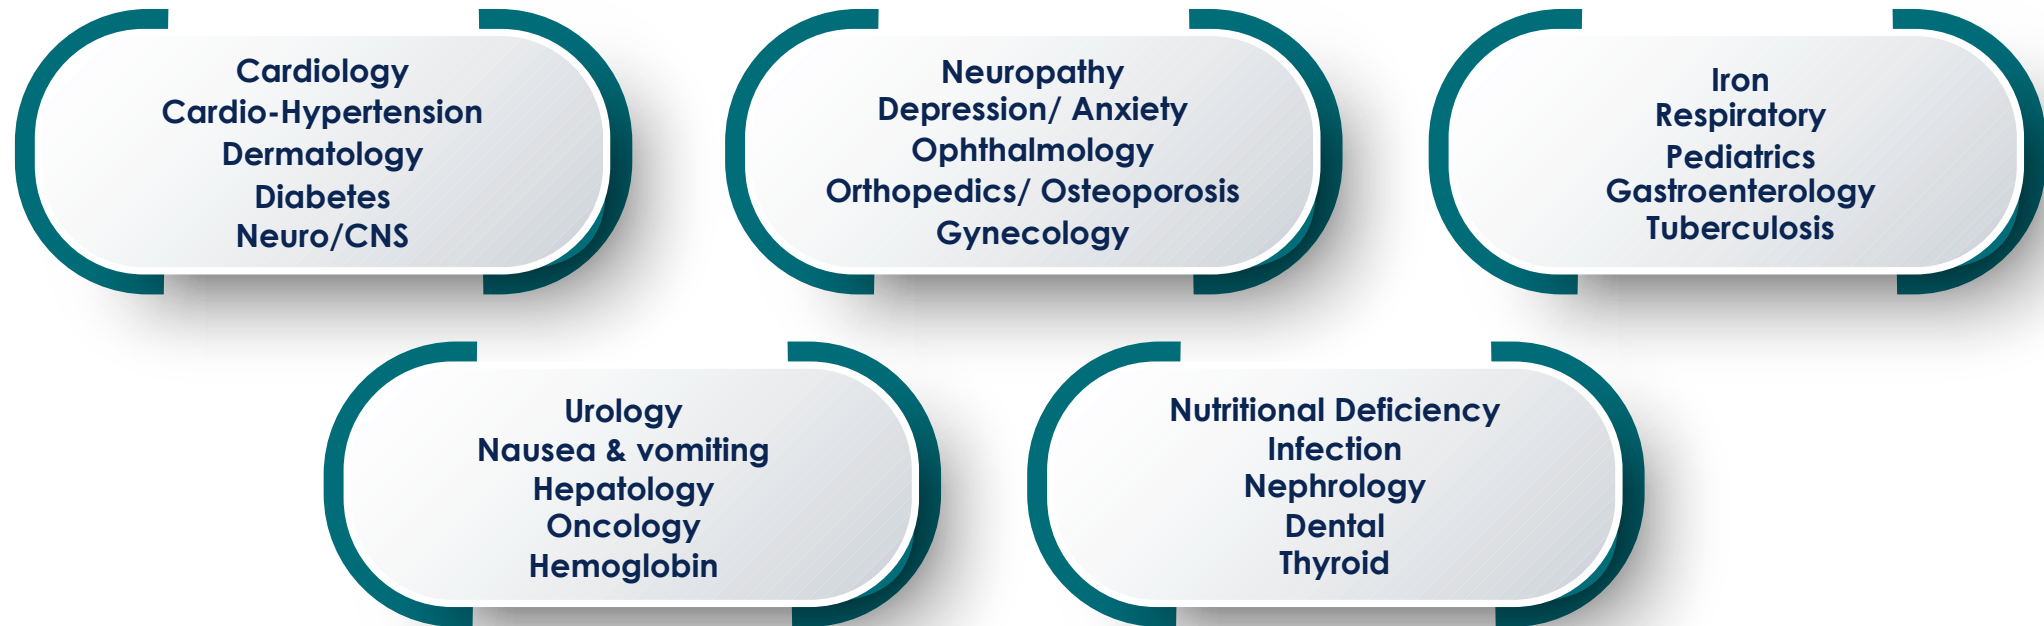 Cardiology
Cardio-Hypertension
Dermatology
Diabetes
Neuro/CNS
Neuropathy
Depression/ Anxiety
Ophthalmology
Orthopedics/ Osteoporosis
Gynecology
Iron
Respiratory
Pediatrics
Gastroenterology
Tuberculosis
Urology
Nausea & vomiting
Hepatology
Oncology
Hemoglobin
Nutritional Deficiency
Infection
Nephrology
Dental
Thyroid